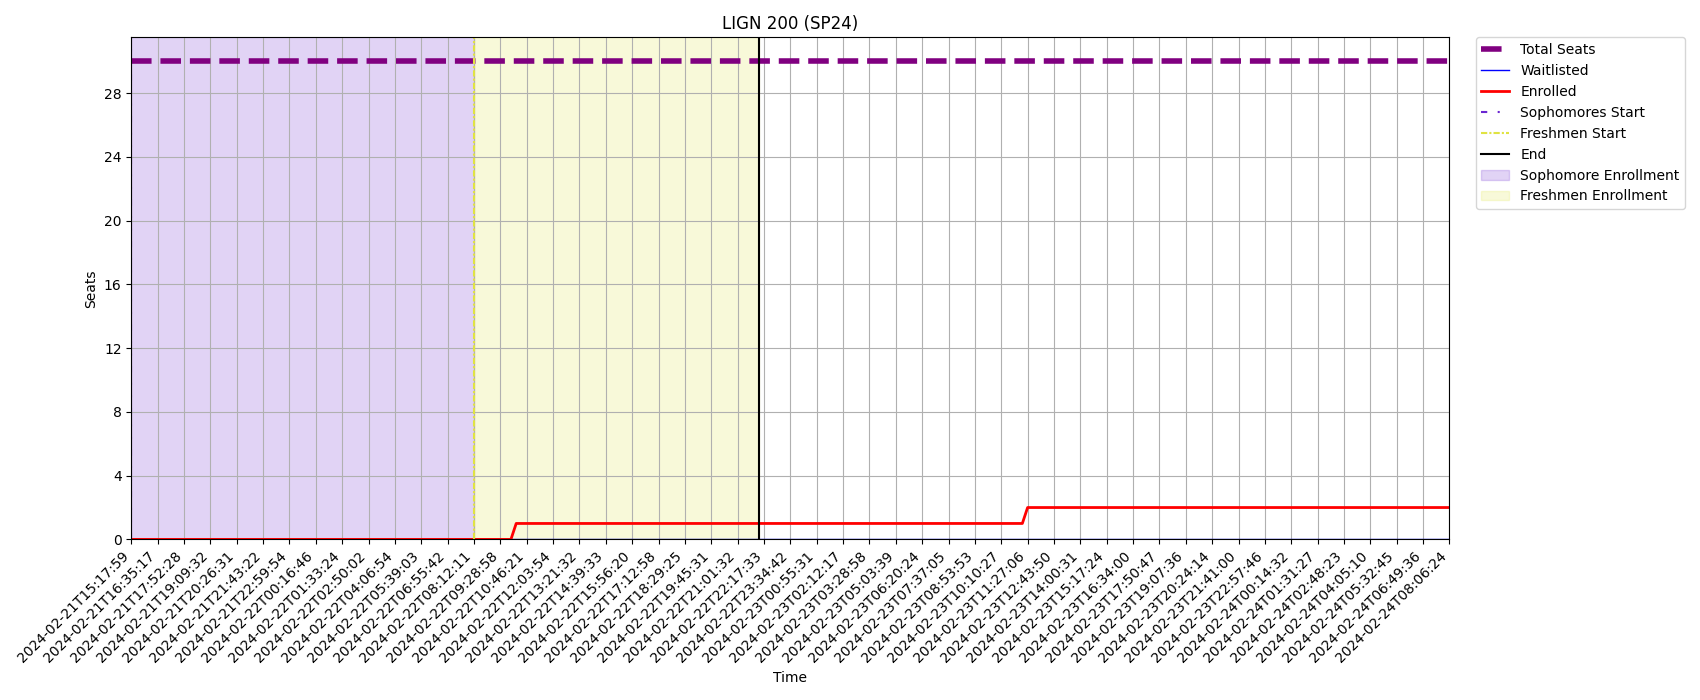 LIGN 200 (SP24)
Total Seats
Waitlisted
Enrolled
Sophomores Start
Freshmen Start
End
Sophomore Enrollment
Freshmen Enrollment
Seats
28
24
20
16
12
8
4
0
2024-02-21T15:17:59
2024-02-21T16:35:17
2024-02-21T17:52:28
2024-02-21T19:09:32
2024-02-21T20:26:31
2024-02-21T21:43:22
2024-02-21T22:59:54
2024-02-22T00:16:46
2024-02-22T01:33:24
2024-02-22T02:50:02
2024-02-22T04:06:54
2024-02-22T05:39:03
2024-02-22T06:55:42
2024-02-22T08:12:11
2024-02-22T09:28:58
2024-02-22T10:46:21
2024-02-22T12:03:54
2024-02-22T13:21:32
2024-02-22T14:39:33
2024-02-22T15:56:20
2024-02-22T17:12:58
2024-02-22T18:29:25
2024-02-22T19:45:31
2024-02-22T21:01:32
2024-02-22T22:17:33
2024-02-22T23:34:42
2024-02-23T00:55:31
2024-02-23T02:12:17
2024-02-23T03:28:58
2024-02-23T05:03:39
2024-02-23T06:20:24
2024-02-23T07:37:05
2024-02-23T08:53:53
2024-02-23T10:10:27
2024-02-23T11:27:06
2024-02-23T12:43:50
2024-02-23T14:00:31
2024-02-23T15:17:24
2024-02-23T16:34:00
2024-02-23T17:50:47
2024-02-23T19:07:36
2024-02-23T20:24:14
2024-02-23T21:41:00
2024-02-23T22:57:46
2024-02-24T00:14:32
2024-02-24T01:31:27
2024-02-24T02:48:23
2024-02-24T04:05:10
2024-02-24T05:32:45
2024-02-24T06:49:36
2024-02-24T08:06:24
Time